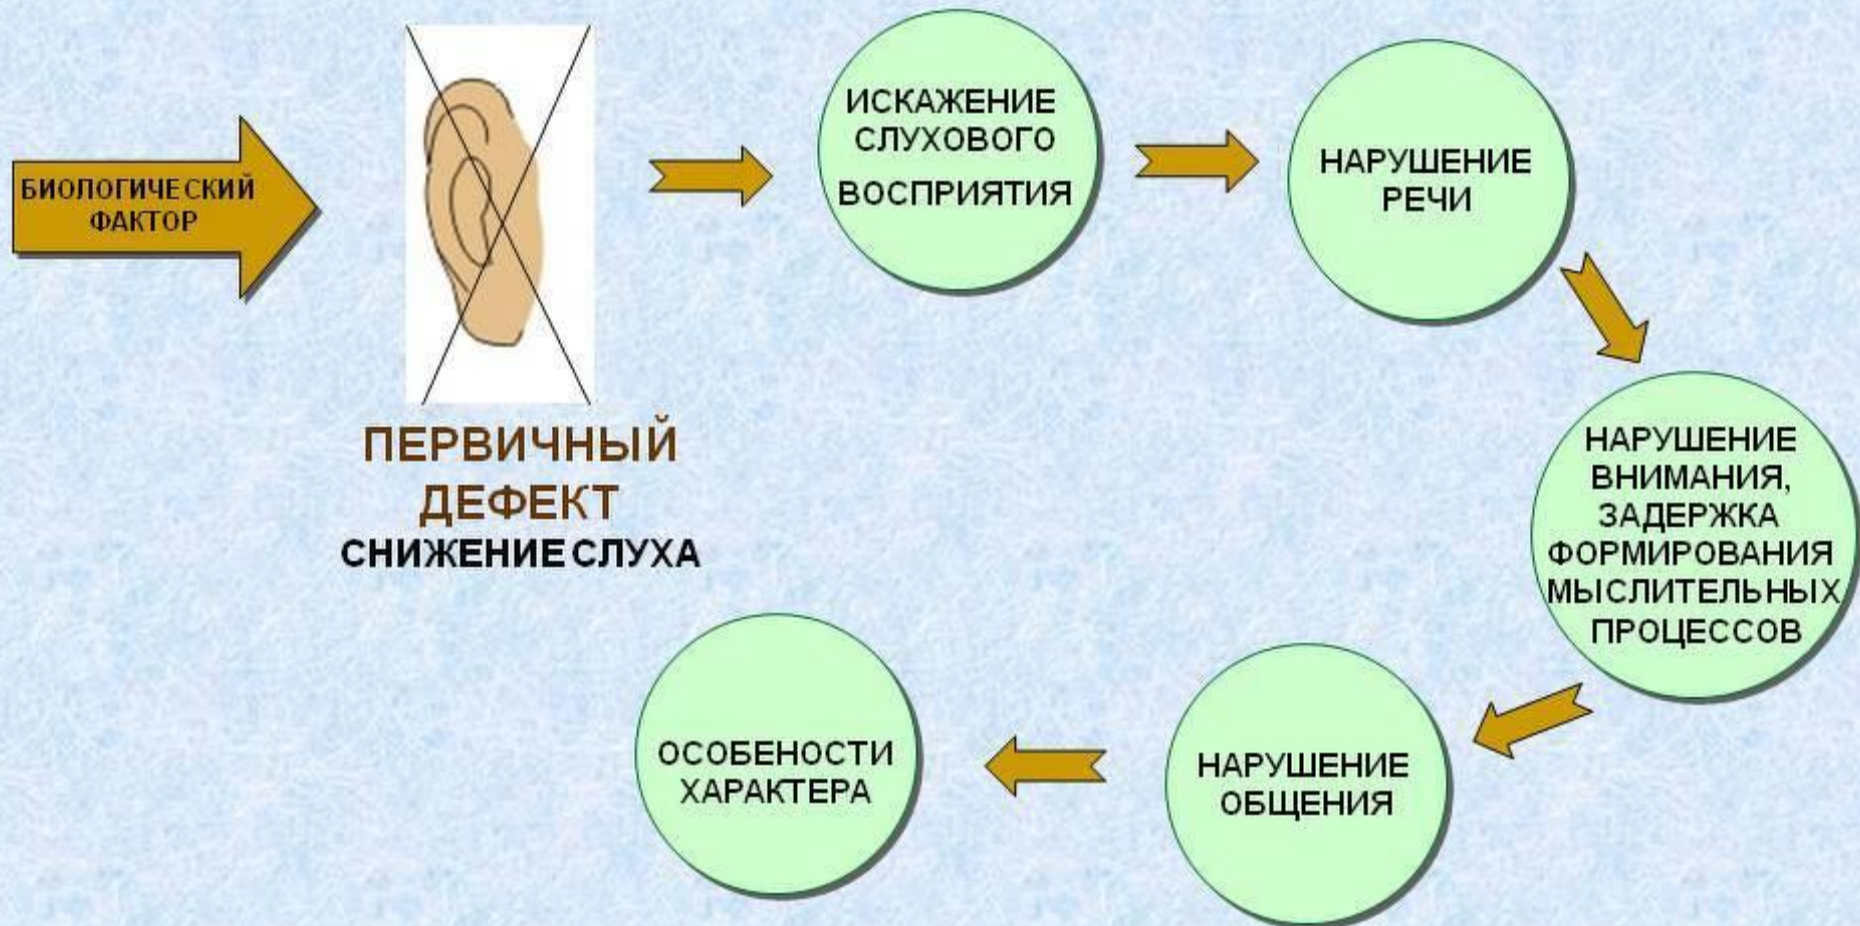 БИОЛОГИЧЕСКИЙ
ФАКТОР
ПЕРВИЧНЫЙ
ДЕФЕКТ
СНИЖЕНИЕ СЛУХА
ИСКАЖЕНИЕ
СЛУХОВОГО
ВОСПРИЯТИЯ
НАРУШЕНИЕ
РЕЧИ
НАРУШЕНИЕ
ВНИМАНИЯ,
ЗАДЕРЖКА
ФОРМИРОВАНИЯ
МЫСЛИТЕЛЬНЫХ
ПРОЦЕССОВ
НАРУШЕНИЕ
ОБЩЕНИЯ
ОСОБЕНОСТИ
ХАРАКТЕРА